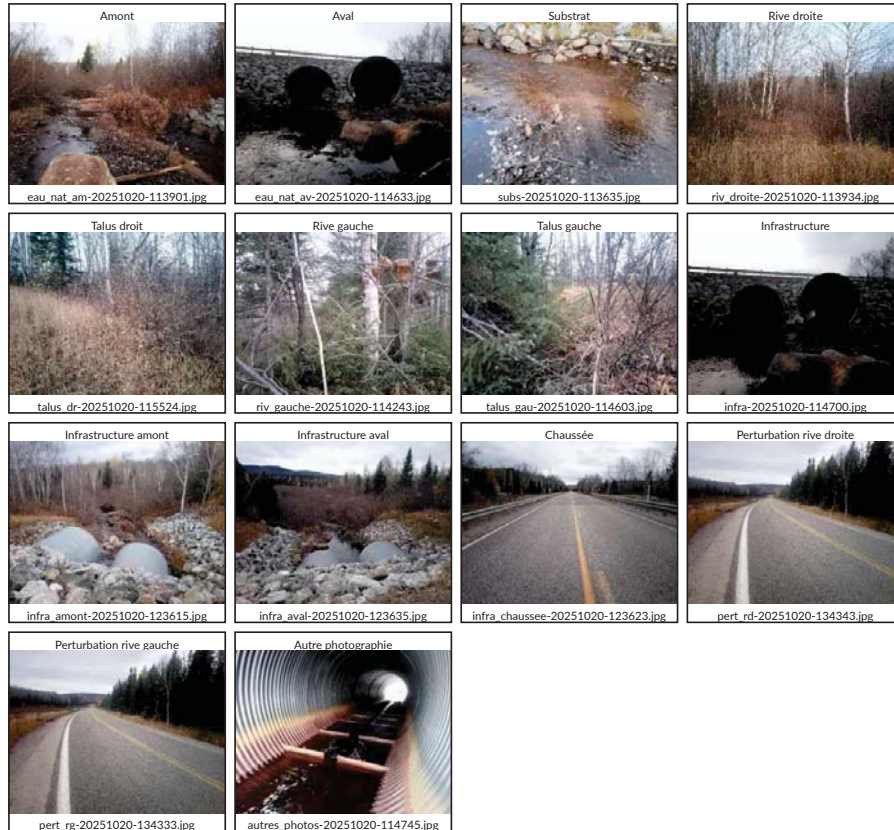 Amont
Aval
Substrat
Rive droite
eau_nat_am-20251020-113901.jpg
eau_nat_av-20251020-114633.jpg
subs-20251020-113635.jpg
riv_droite-20251020-113934.jpg
Talus droit
Rive gauche
Talus gauche
Infrastructure
talus_dr-20251020-115524.jpg
riv_gauche-20251020-114243.jpg
talus_gau-20251020-114603.jpg
infra-20251020-114700.jpg
Infrastructure amont
Infrastructure aval
Chaussée
Perturbation rive droite
infra_amont-20251020-123615.jpg
infra_aval-20251020-123635.jpg
infra_chaussee-20251020-123623.jpg
pert_rd-20251020-134343.jpg
Perturbation rive gauche
Autre photographie
pert_rg-20251020-134333.jpg
autres_photos-20251020-114745.jpg